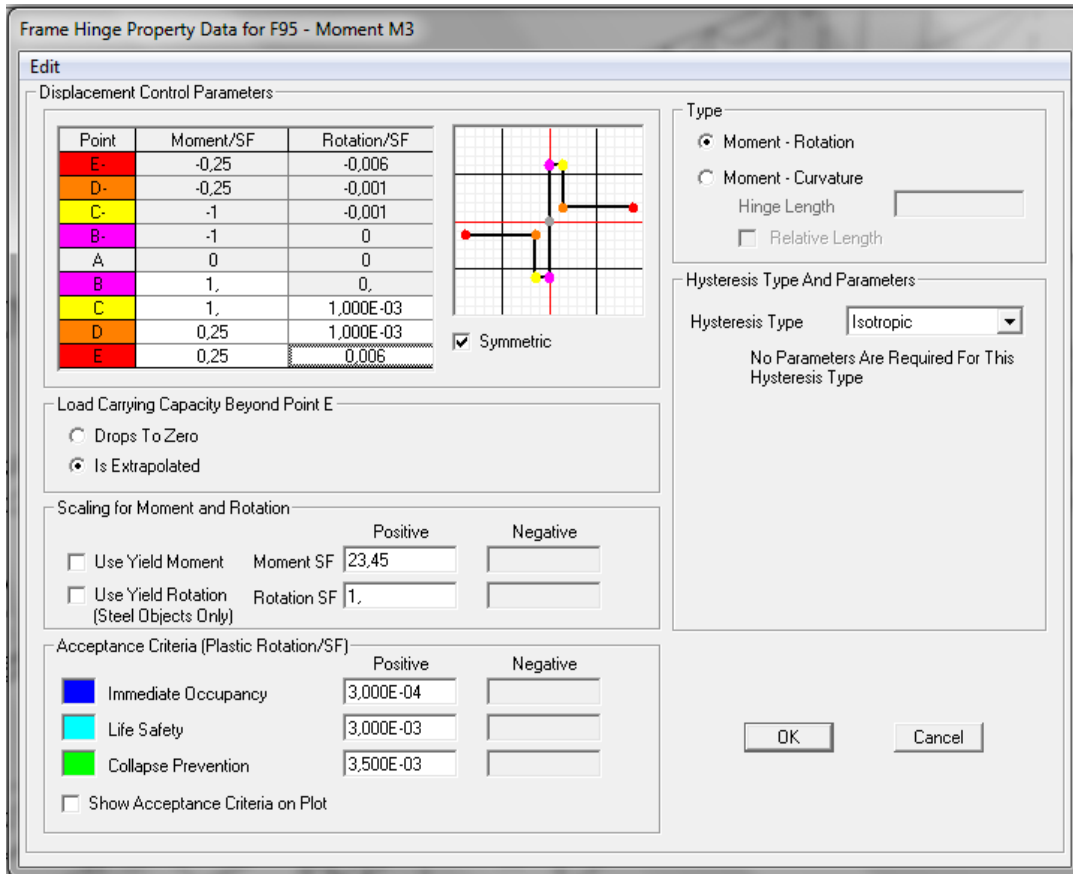 Frame Hinge Property Data for F95 - Moment M3
Edit
Displacement Control Parameters
Point Moment/SF Rotation/SF
E- -0,25 -0,006
D- -0,25 -0,001
C- -1 -0,001
B- -1 0
A 0 0
B 1, 0,
C 1, 1,000E-03
D 0,25 1,000E-03
E 0,25 0,006
Symmetric
Load Carrying Capacity Beyond Point E
Drops To Zero
Is Extrapolated
Scaling for Moment and Rotation
Positive Negative
Use Yield Moment Moment SF 23,45
Use Yield Rotation Rotation SF 1,
(Steel Objects Only)
Acceptance Criteria (Plastic Rotation/SF)
Positive Negative
Immediate Occupancy 3,000E-04
Life Safety 3,000E-03
Collapse Prevention 3,500E-03
Show Acceptance Criteria on Plot
Type
Moment - Rotation
Moment - Curvature
Hinge Length
Relative Length
Hysteresis Type And Parameters
Hysteresis Type Isotropic
No Parameters Are Required For This
Hysteresis Type
OK Cancel